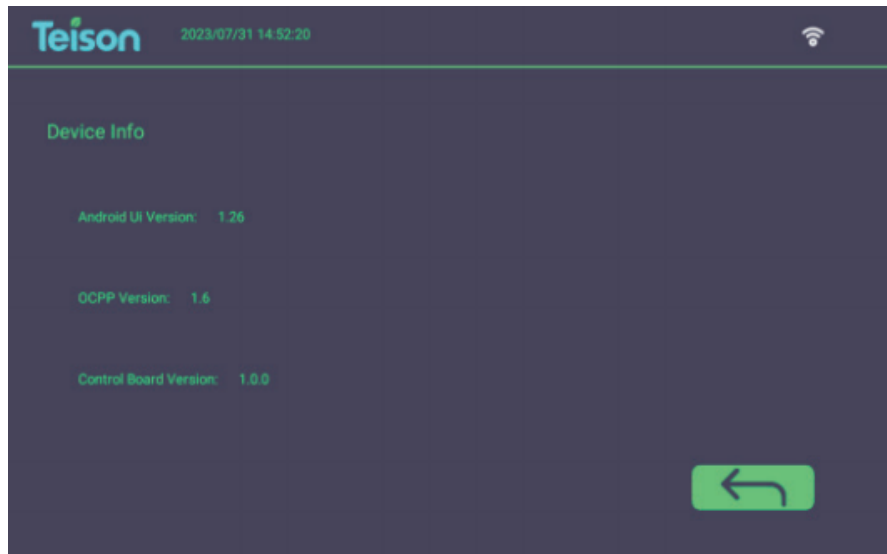 Teison 2023/07/31 14:52:20
Device Info
Android Ui Version: 1.26
OCPP Version: 1.6
Control Board Version: 1.0.0